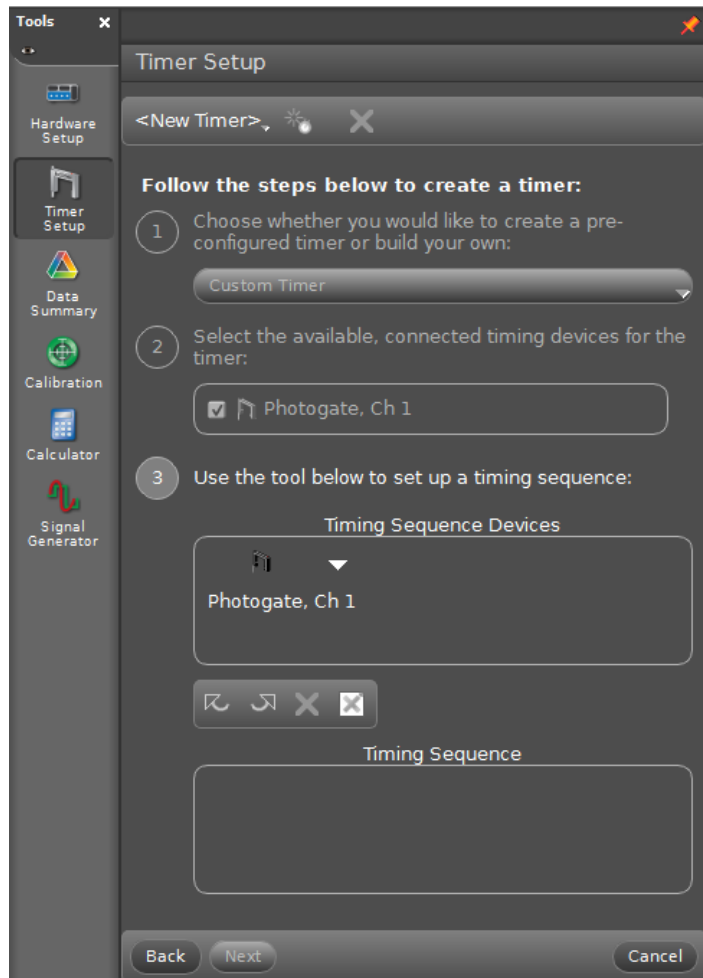 Tools
Hardware
Setup
Timer
Setup
Data
Summary
Calibration
Calculator
Signal
Generator
Timer Setup
<New Timer>
Follow the steps below to create a timer:
1
Choose whether you would like to create a pre-
configured timer or build your own:
Custom Timer
2
Select the available, connected timing devices for the
timer:
Photogate, Ch 1
3
Use the tool below to set up a timing sequence:
Timing Sequence Devices
Photogate, Ch 1
Timing Sequence
Back
Next
Cancel